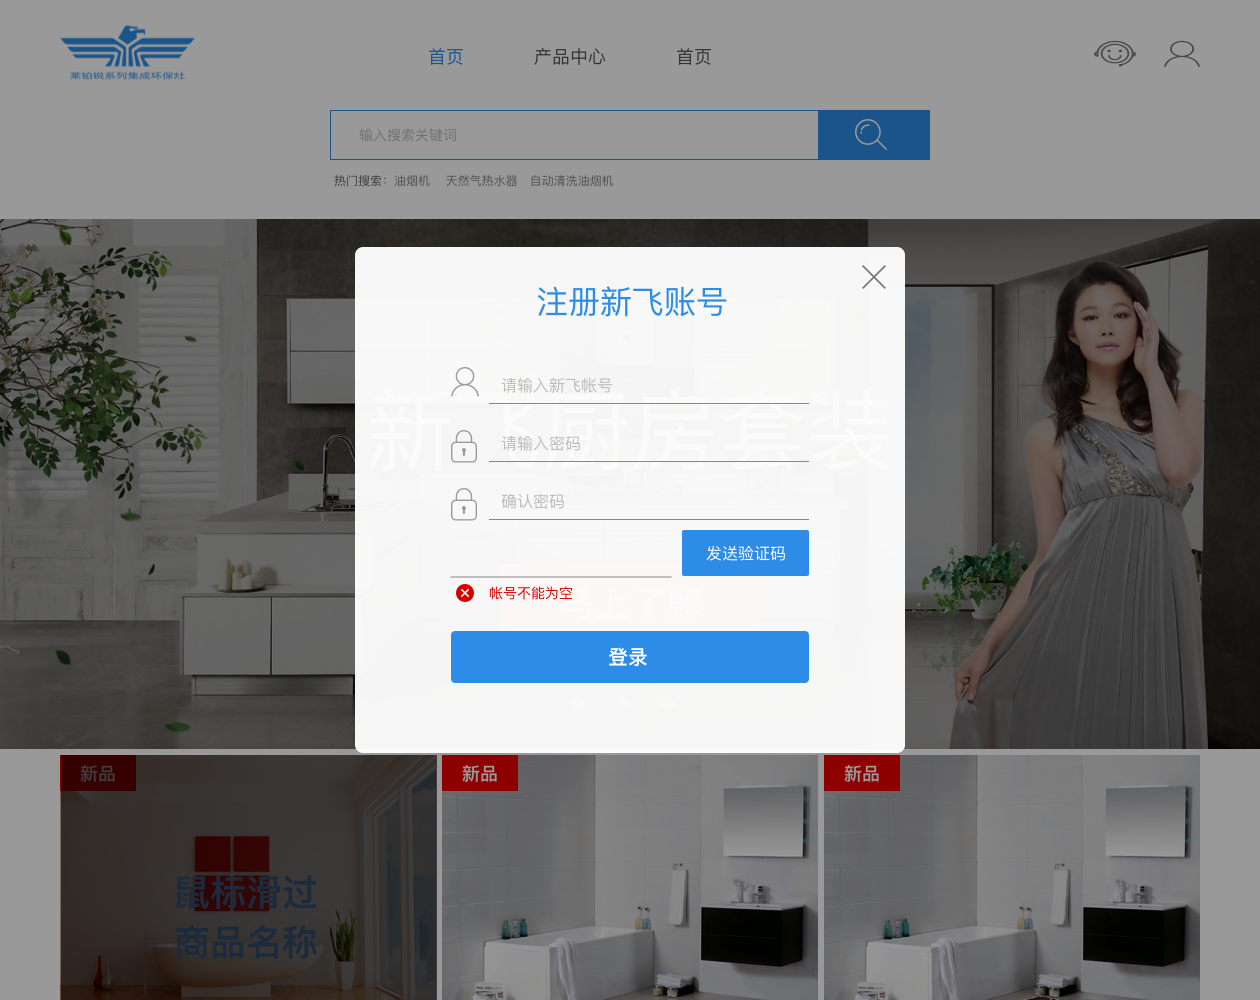 莱铂锐系列集成环保灶
首页 产品中心 首页
输入搜索关键词
热门搜索: 油烟机 天然气热水器 自动清洗油烟机
注册新飞账号
请输入新飞帐号
新飞厨房套装
请输入密码
确认密码
发送验证码
帐号不能为空
登录
新品 新品 新品
鼠标滑过
商品名称